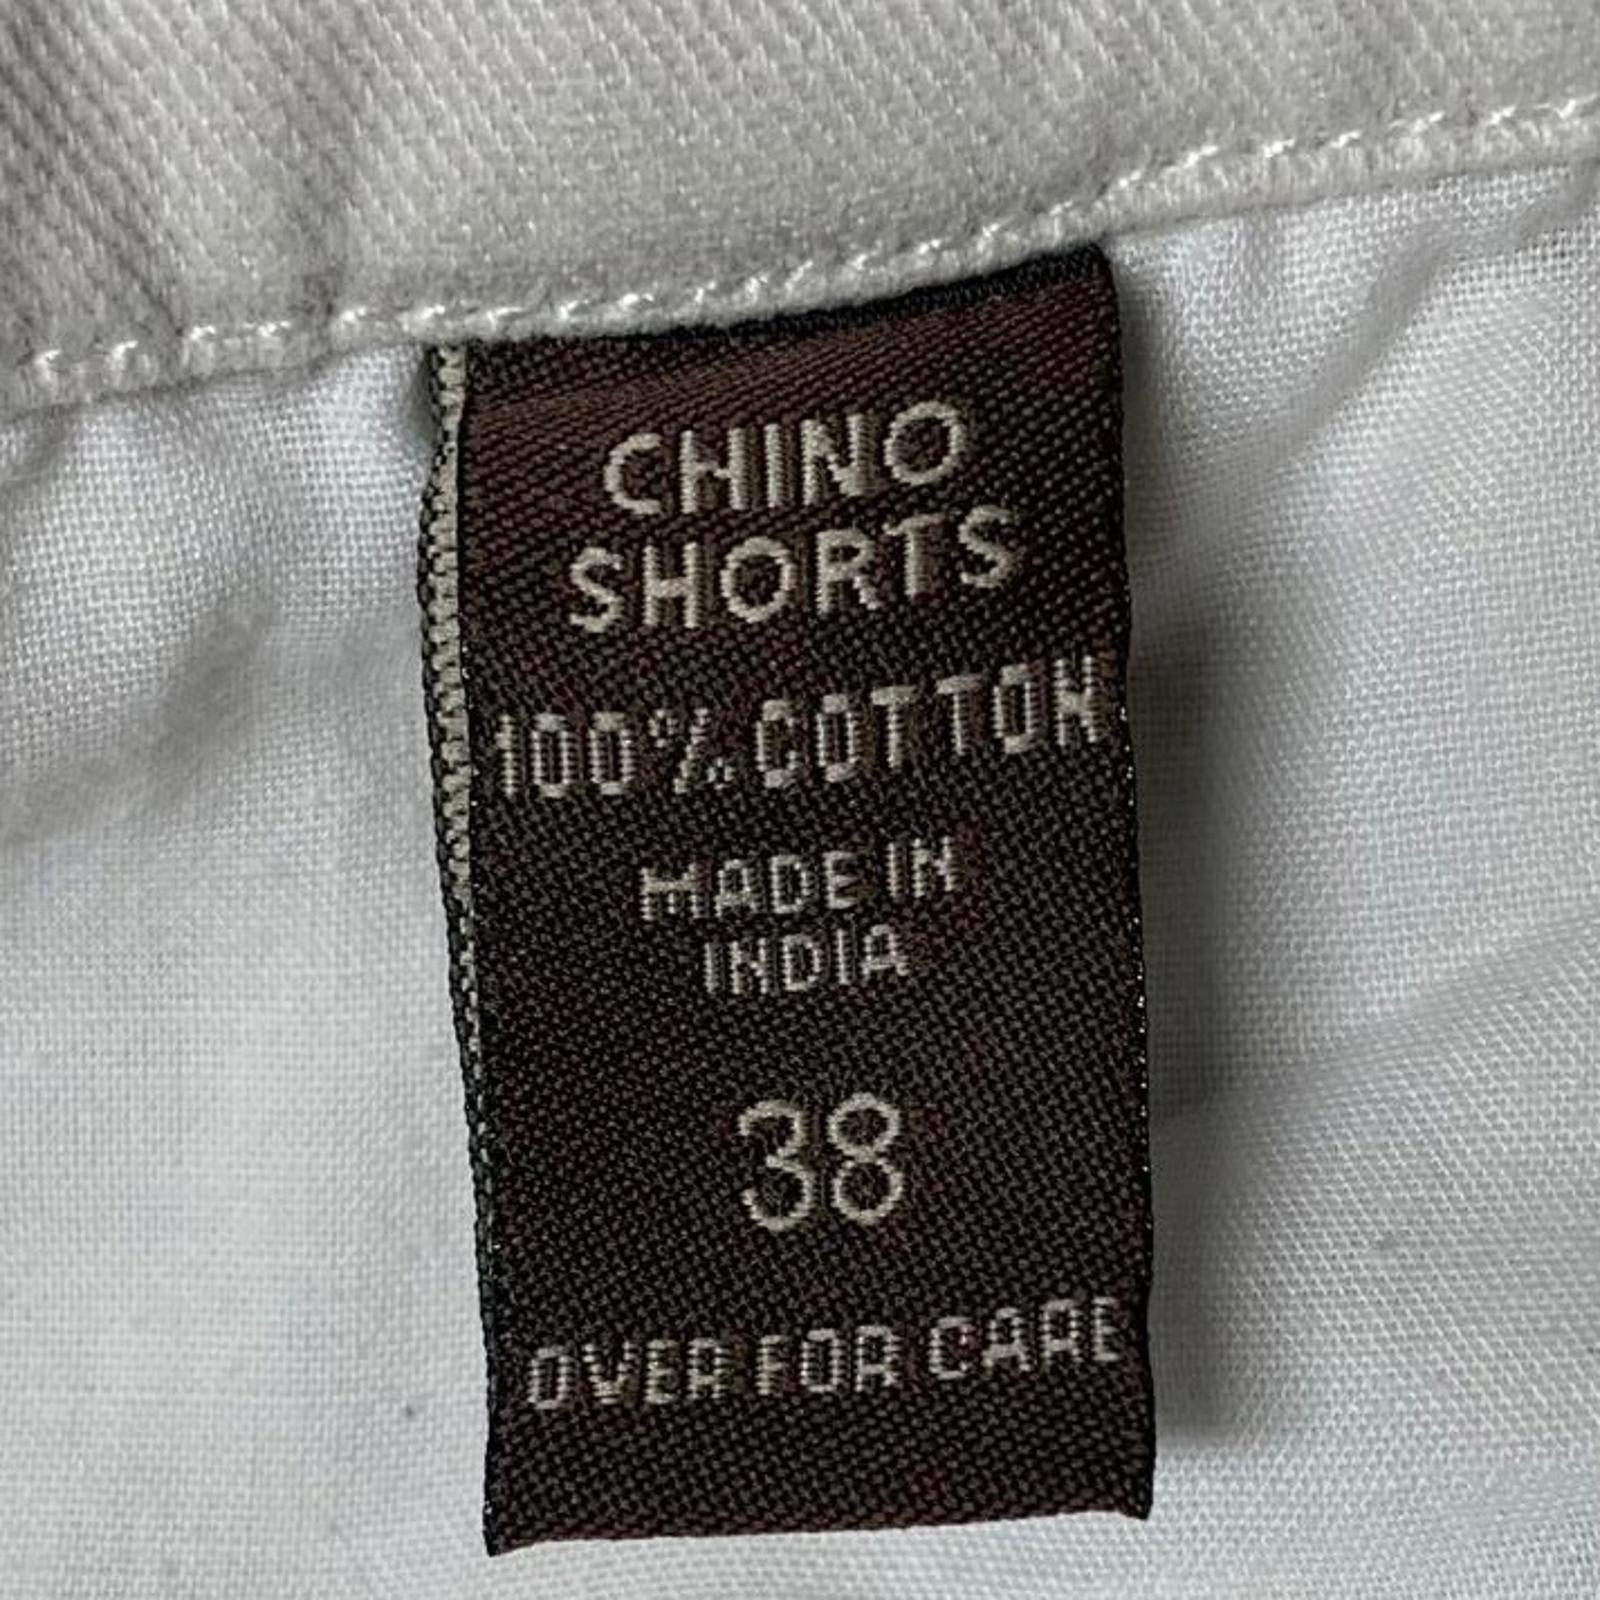 CHINO
SHORTS
100% COTTON
MADE IN
INDIA
38
OVER FOR CARE